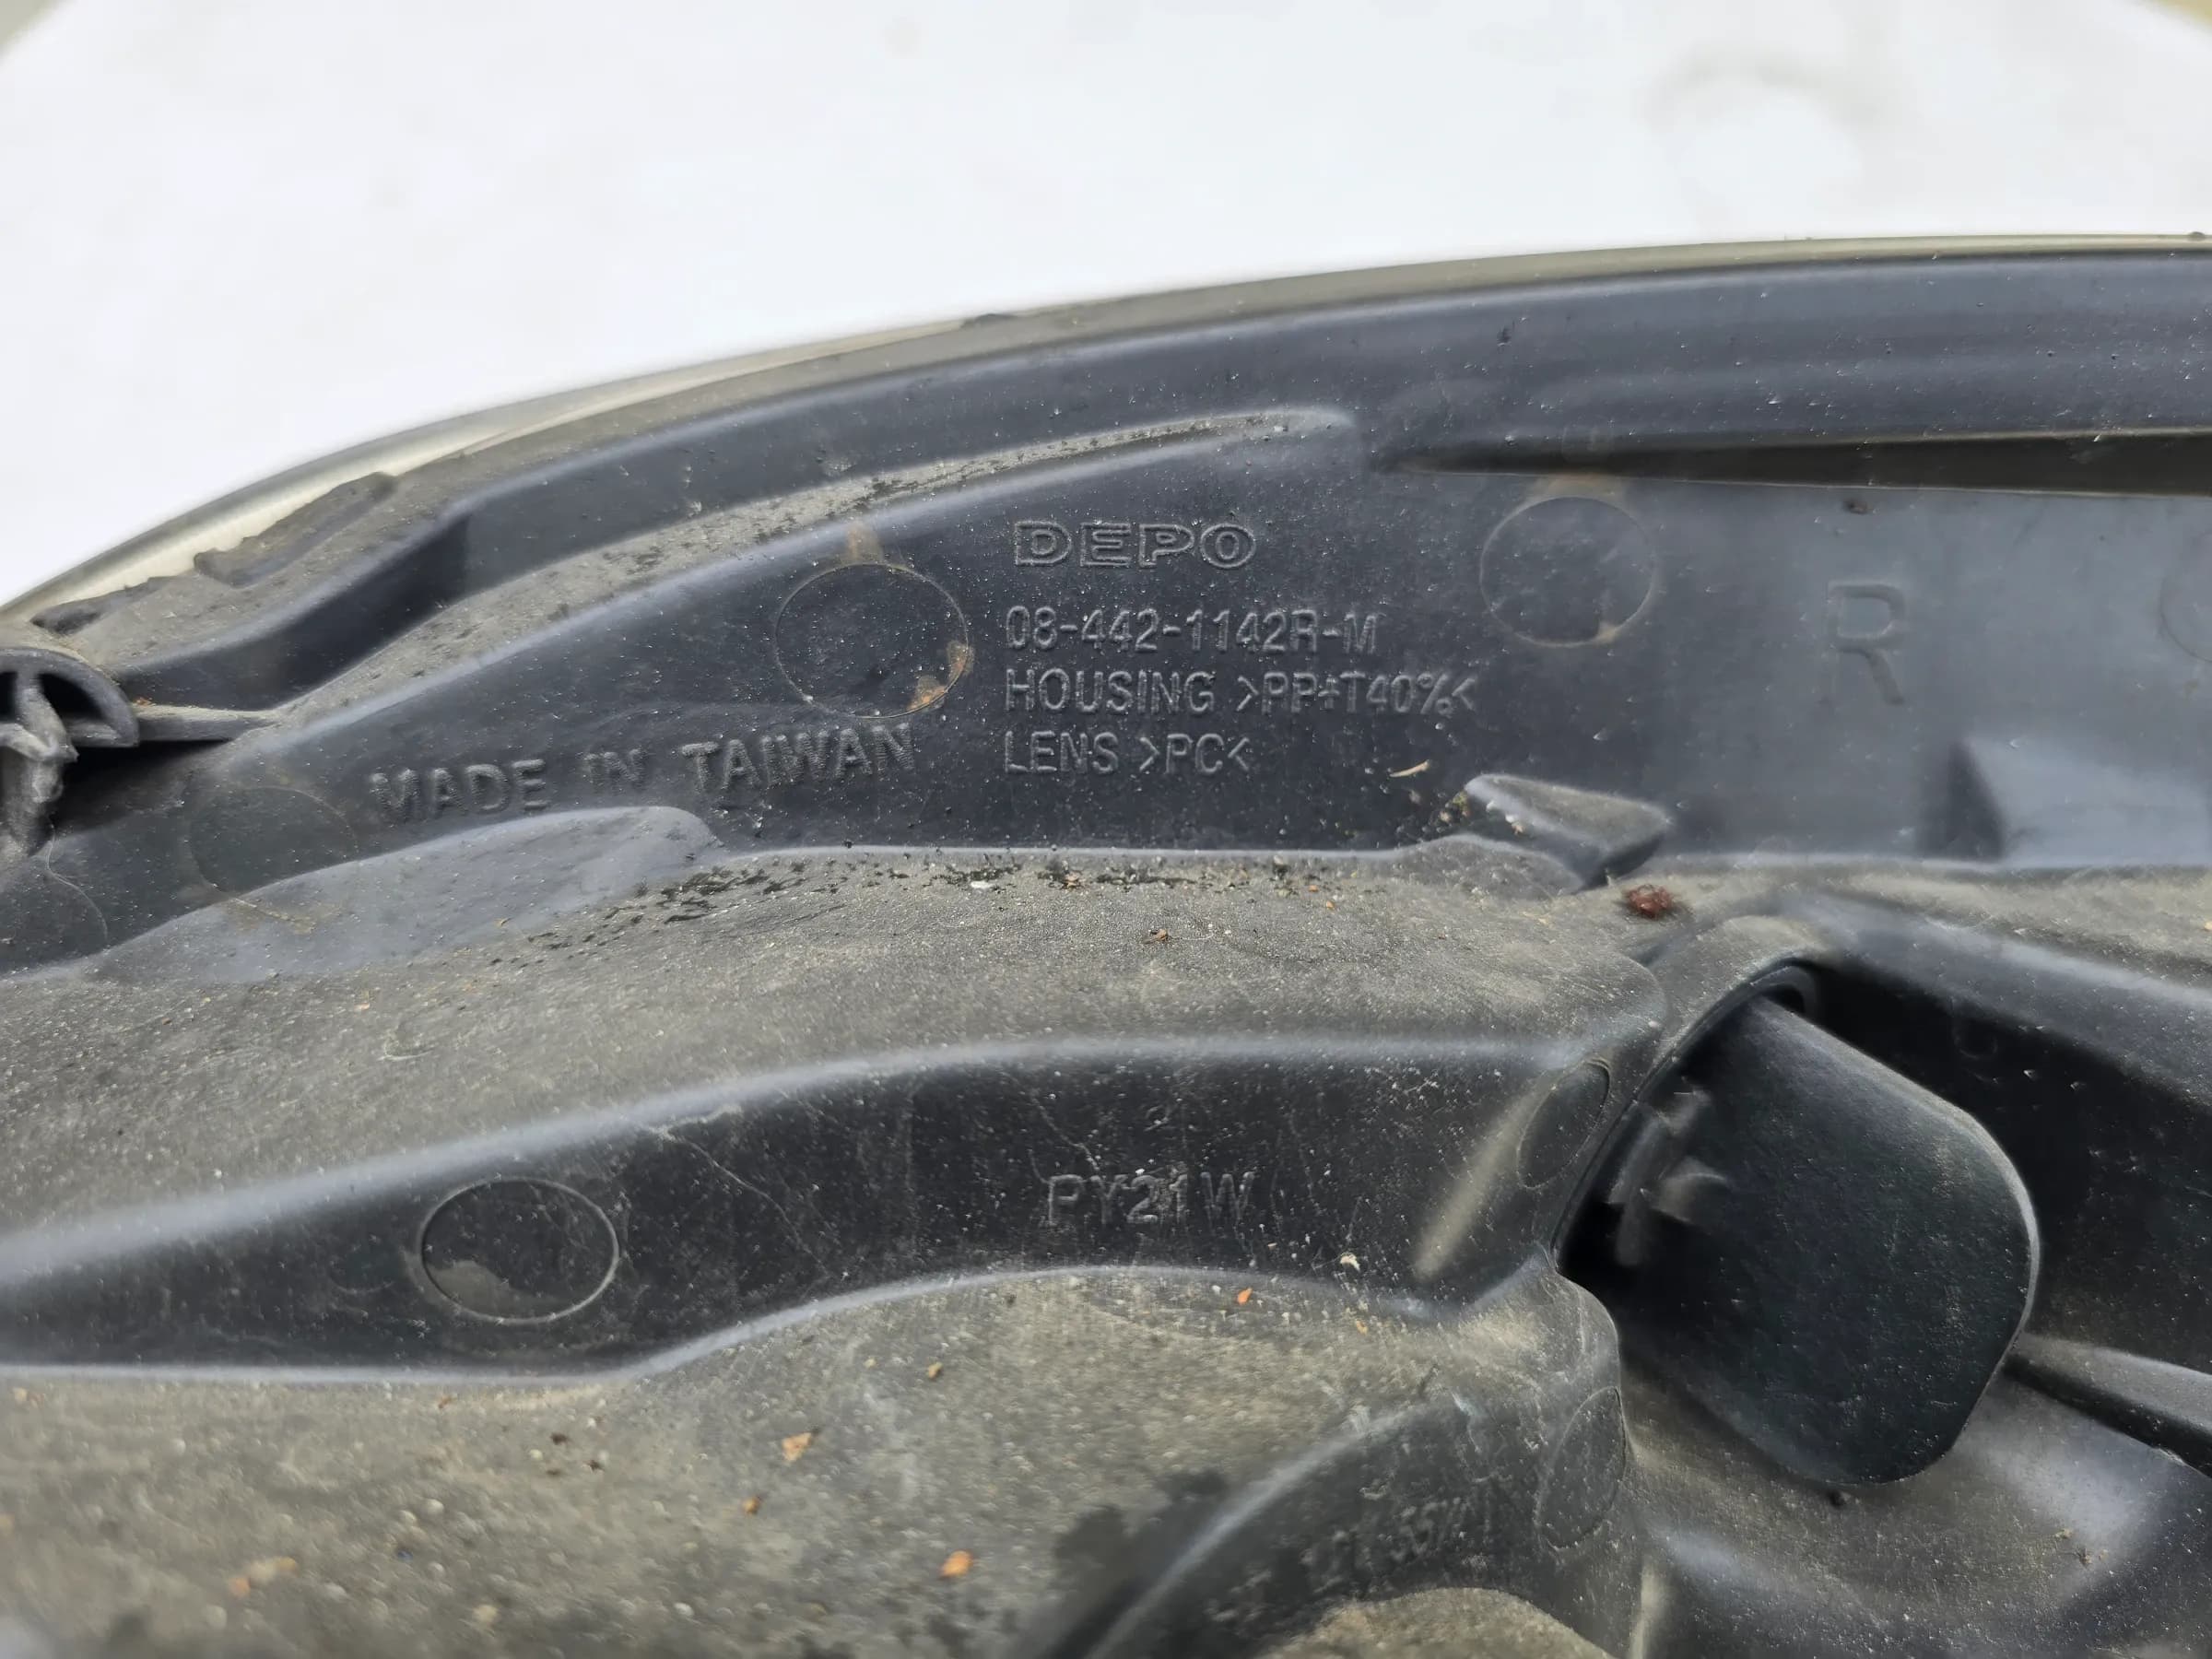 DEPO
08-442-1142R-M
HOUSING >PP+T40%<
LENS >PC<
MADE IN TAIWAN
R
PY21W